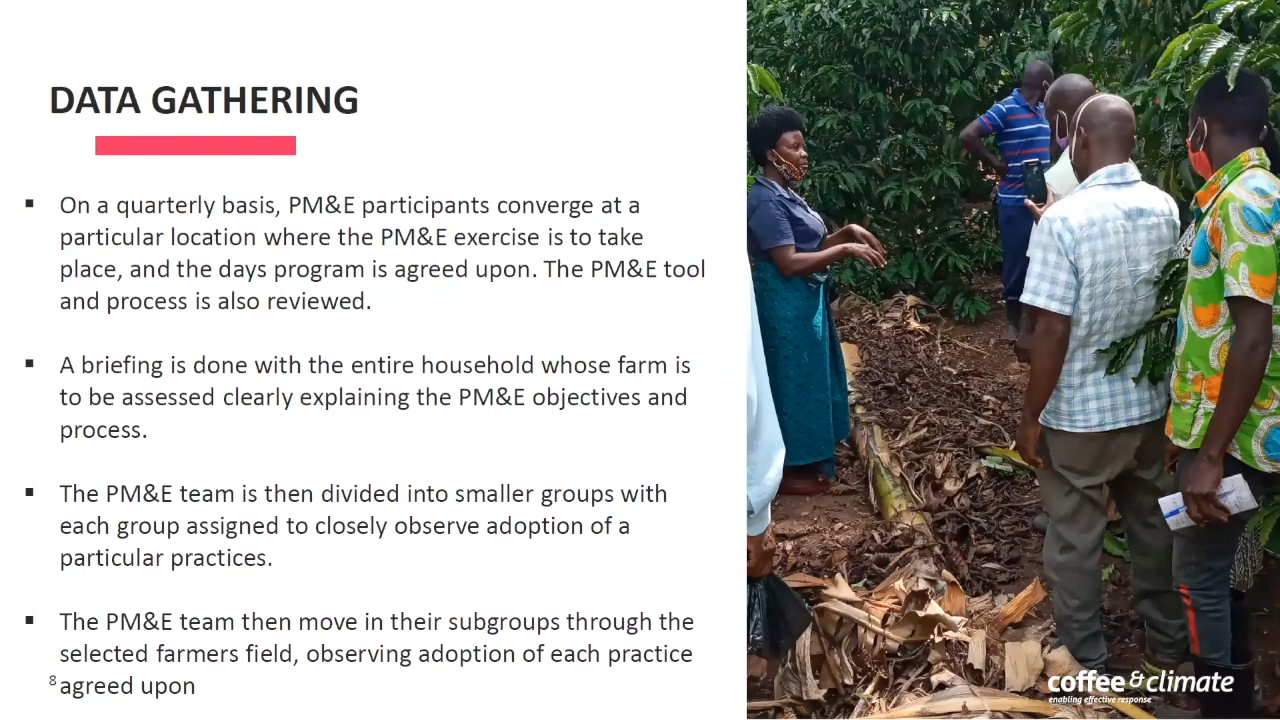 DATA GATHERING
▪ On a quarterly basis, PM&E participants converge at a
particular location where the PM&E exercise is to take
place, and the days program is agreed upon. The PM&E tool
and process is also reviewed.
▪ A briefing is done with the entire household whose farm is
to be assessed clearly explaining the PM&E objectives and
process.
▪ The PM&E team is then divided into smaller groups with
each group assigned to closely observe adoption of a
particular practices.
▪ The PM&E team then move in their subgroups through the
selected farmers field, observing adoption of each practice
agreed upon
8
coffee & climate
enabling effective response